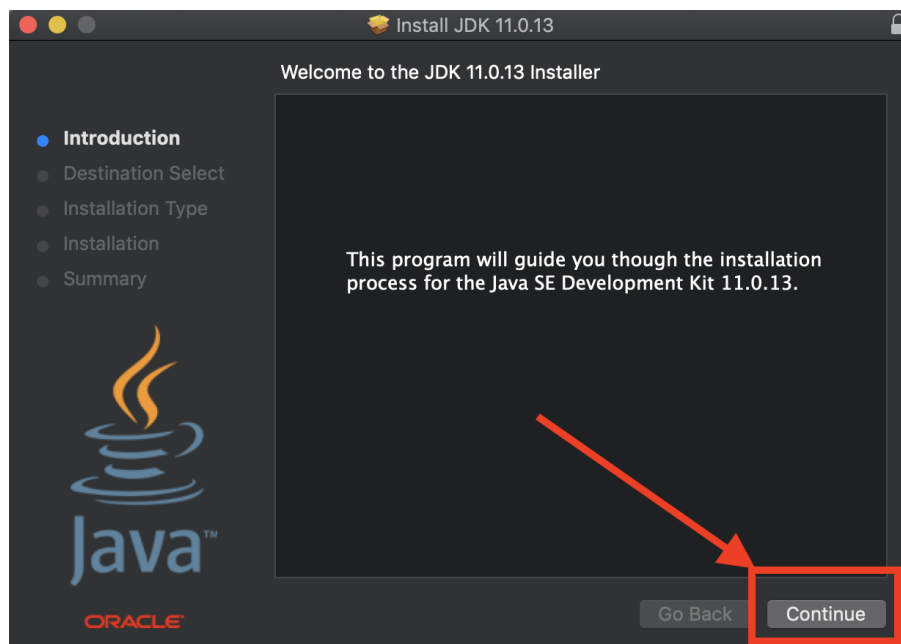 Install JDK 11.0.13
Welcome to the JDK 11.0.13 Installer
Introduction
Destination Select
Installation Type
Installation
Summary
This program will guide you though the installation
process for the Java SE Development Kit 11.0.13.
Java™
ORACLE
Go Back
Continue